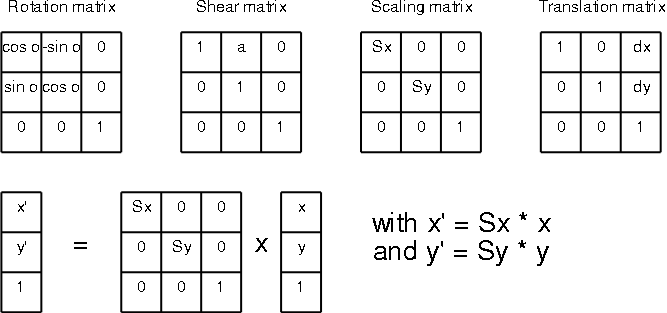 Rotation matrix Shear matrix Scaling matrix Translation matrix
cos o -sin o 0 1 a 0 Sx 0 0 1 0 dx
sin o cos o 0 0 1 0 0 Sy 0 0 1 dy
0 0 1 0 0 1 0 0 1 0 0 1
x' Sx 0 0 x
with x' = Sx * x
y' = 0 Sy 0 x y
and y' = Sy * y
1 0 0 1 1